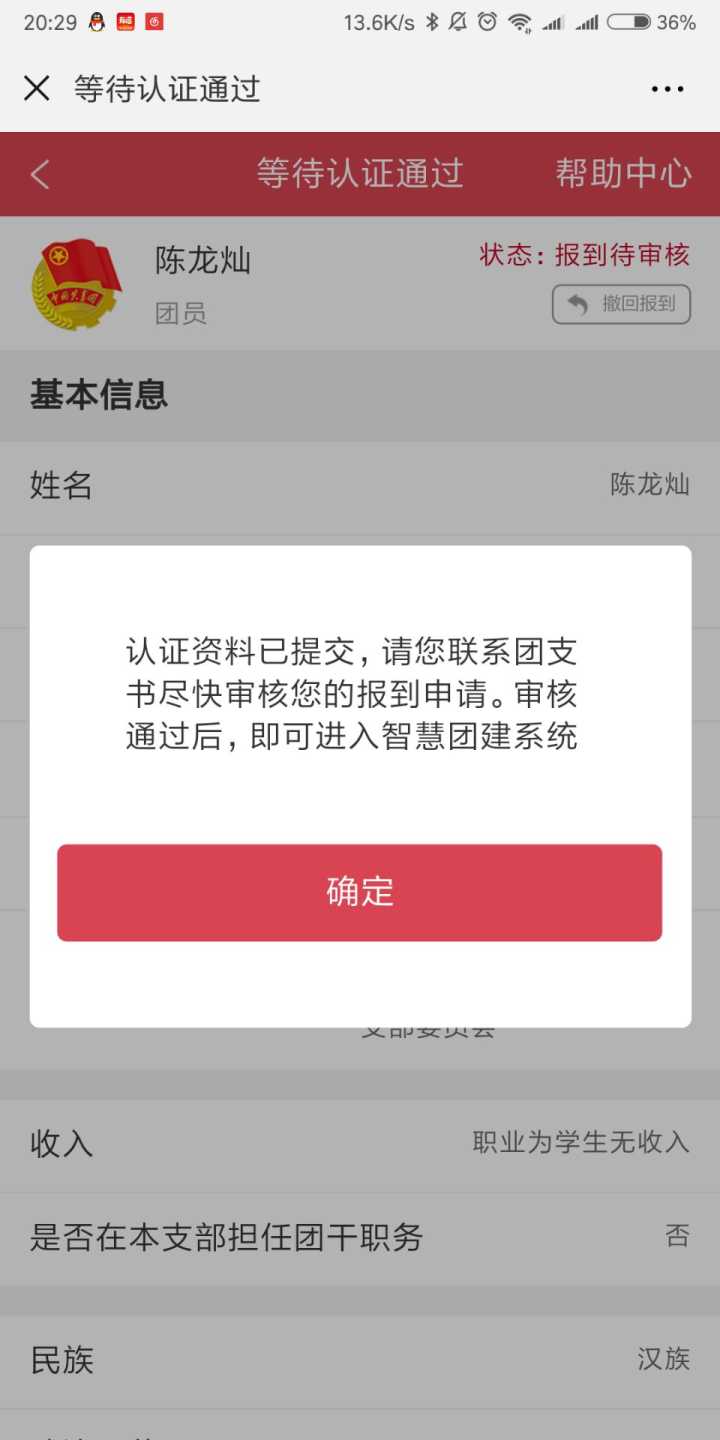 20:29
13.6K/s
36%
等待认证通过
等待认证通过
帮助中心
陈龙灿
状态：报到待审核
团员
撤回报到
基本信息
姓名
陈龙灿
认证资料已提交，请您联系团支
书尽快审核您的报到申请。审核
通过后，即可进入智慧团建系统
确定
支部委员会
收入
职业为学生无收入
是否在本支部担任团干职务
否
民族
汉族